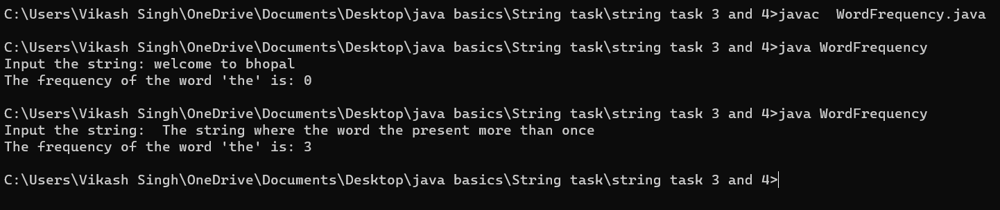 C:\Users\Vikash Singh\OneDrive\Documents\Desktop\java basics\String task\string task 3 and 4>javac  WordFrequency.java
C:\Users\Vikash Singh\OneDrive\Documents\Desktop\java basics\String task\string task 3 and 4>java WordFrequency
Input the string: welcome to bhopal
The frequency of the word 'the' is: 0
C:\Users\Vikash Singh\OneDrive\Documents\Desktop\java basics\String task\string task 3 and 4>java WordFrequency
Input the string:  The string where the word the present more than once
The frequency of the word 'the' is: 3
C:\Users\Vikash Singh\OneDrive\Documents\Desktop\java basics\String task\string task 3 and 4>